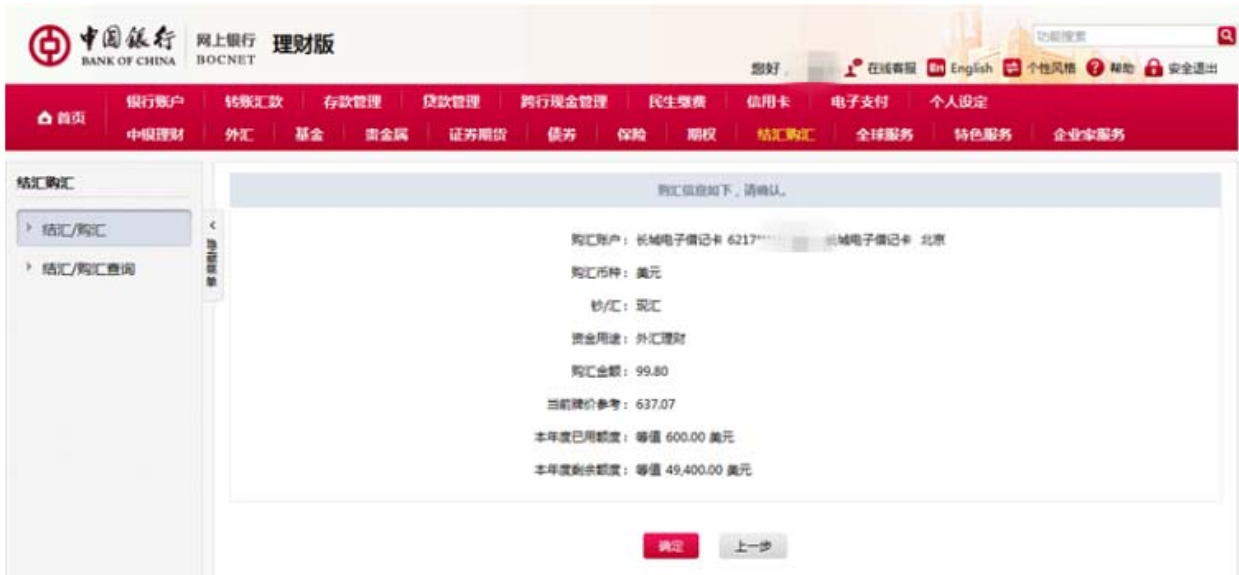 中国银行 BANK OF CHINA 网上银行 BOCNET 理财版
功能搜索
您好， 在线客服 En English 个性风格 帮助 安全退出
首页
银行账户 转账汇款 存款管理 贷款管理 跨行现金管理 民生缴费 信用卡 电子支付 个人设定
中银理财 外汇 基金 贵金属 证券期货 债券 保险 期权 结汇购汇 全球服务 特色服务 企业家服务
结汇购汇
结汇/购汇
结汇/购汇查询
隐藏菜单
购汇信息如下，请确认。
购汇账户： 长城电子借记卡 6217**** 长城电子借记卡 北京
购汇币种： 美元
钞/汇： 现汇
资金用途： 外汇理财
购汇金额： 99.80
当前牌价参考： 637.07
本年度已用额度： 等值 600.00 美元
本年度剩余额度： 等值 49,400.00 美元
确定 上一步